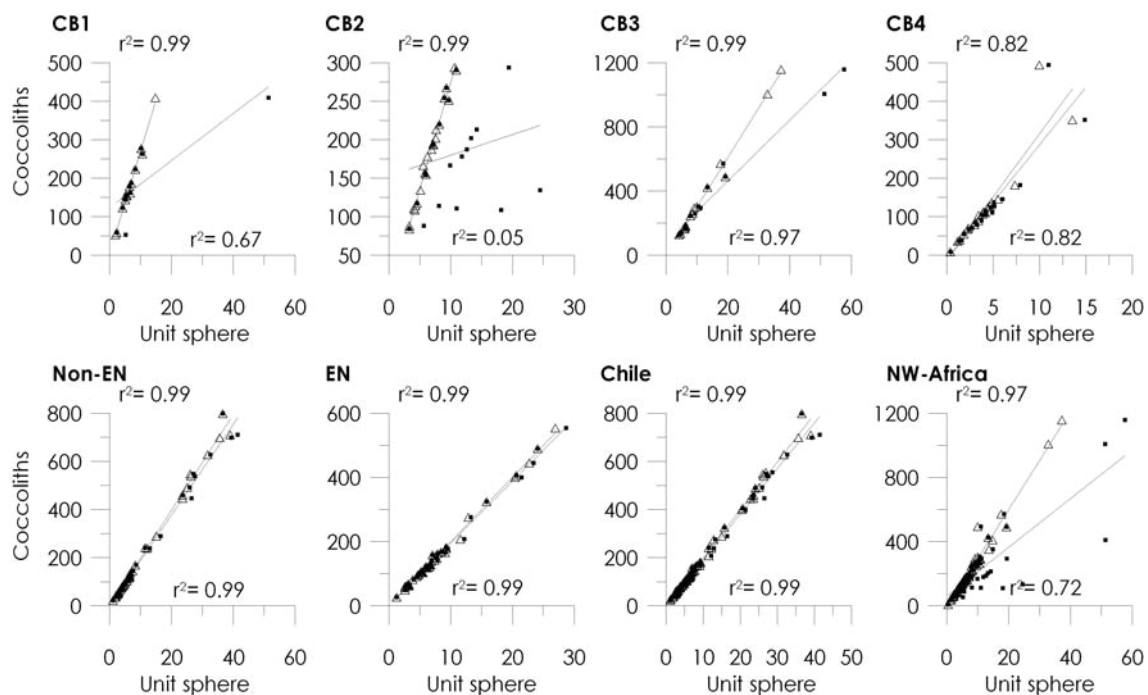 CB1
r²= 0.99
500
400
300
200
100
0
r²= 0.67
0 20 40 60
Unit sphere
Coccoliths
CB2
r²= 0.99
300
250
200
150
100
50
r²= 0.05
0 10 20 30
Unit sphere
CB3
r²= 0.99
1200
800
400
0
r²= 0.97
0 20 40 60
Unit sphere
CB4
r²= 0.82
500
400
300
200
100
0
r²= 0.82
0 5 10 15 20
Unit sphere
Non-EN
r²= 0.99
800
600
400
200
0
r²= 0.99
0 20 40 60
Unit sphere
Coccoliths
EN
r²= 0.99
600
400
200
0
r²= 0.99
0 10 20 30
Unit sphere
Chile
r²= 0.99
800
600
400
200
0
r²= 0.99
0 10 20 30 40 50
Unit sphere
NW-Africa
r²= 0.97
1200
800
400
0
r²= 0.72
0 20 40 60
Unit sphere